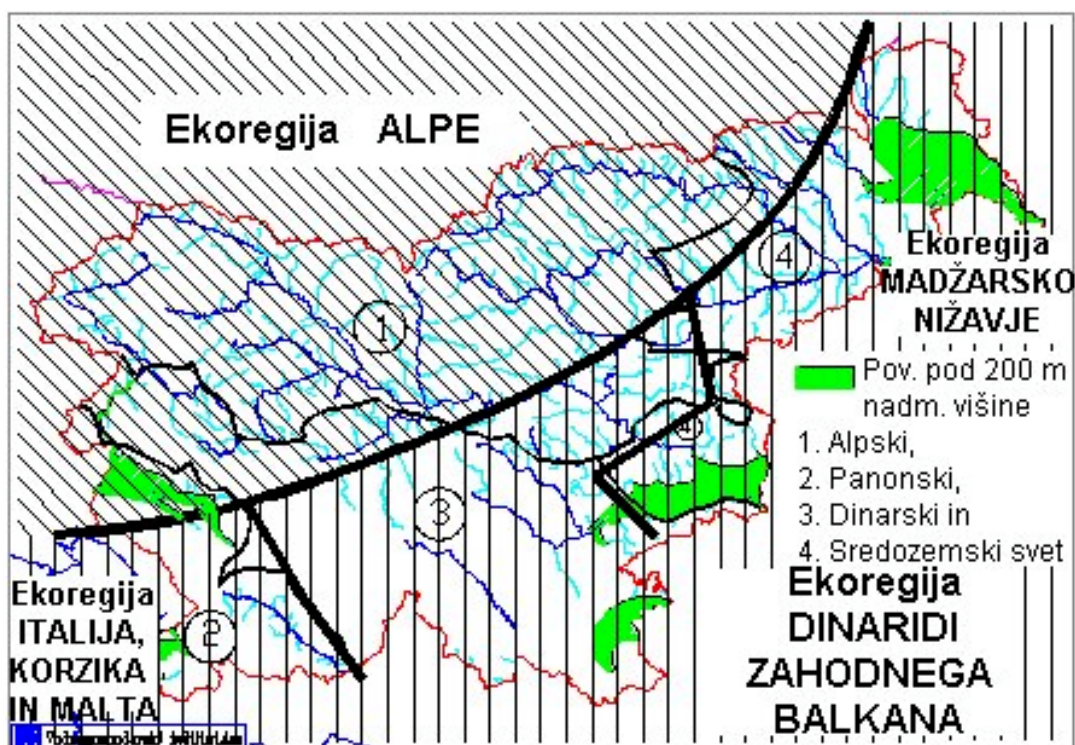 Ekoregija ALPE
1
4
Ekoregija
MADŽARSKO
NIŽAVJE
Pov. pod 200 m
nadm. višine
4
1. Alpski,
2. Panonski,
3
3. Dinarski in
4. Sredozemski svet
Ekoregija
ITALIJA,
KORZIKA
IN MALTA
2
Ekoregija
DINARIDI
ZAHODNEGA
BALKANA